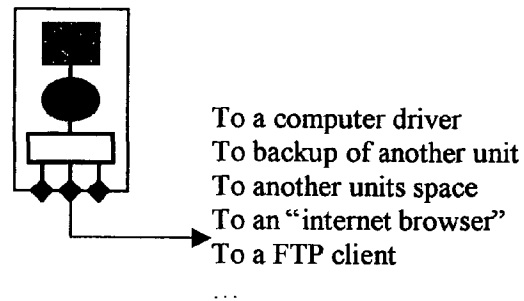 To a computer driver
To backup of another unit
To another units space
To an “internet browser”
To a FTP client
...